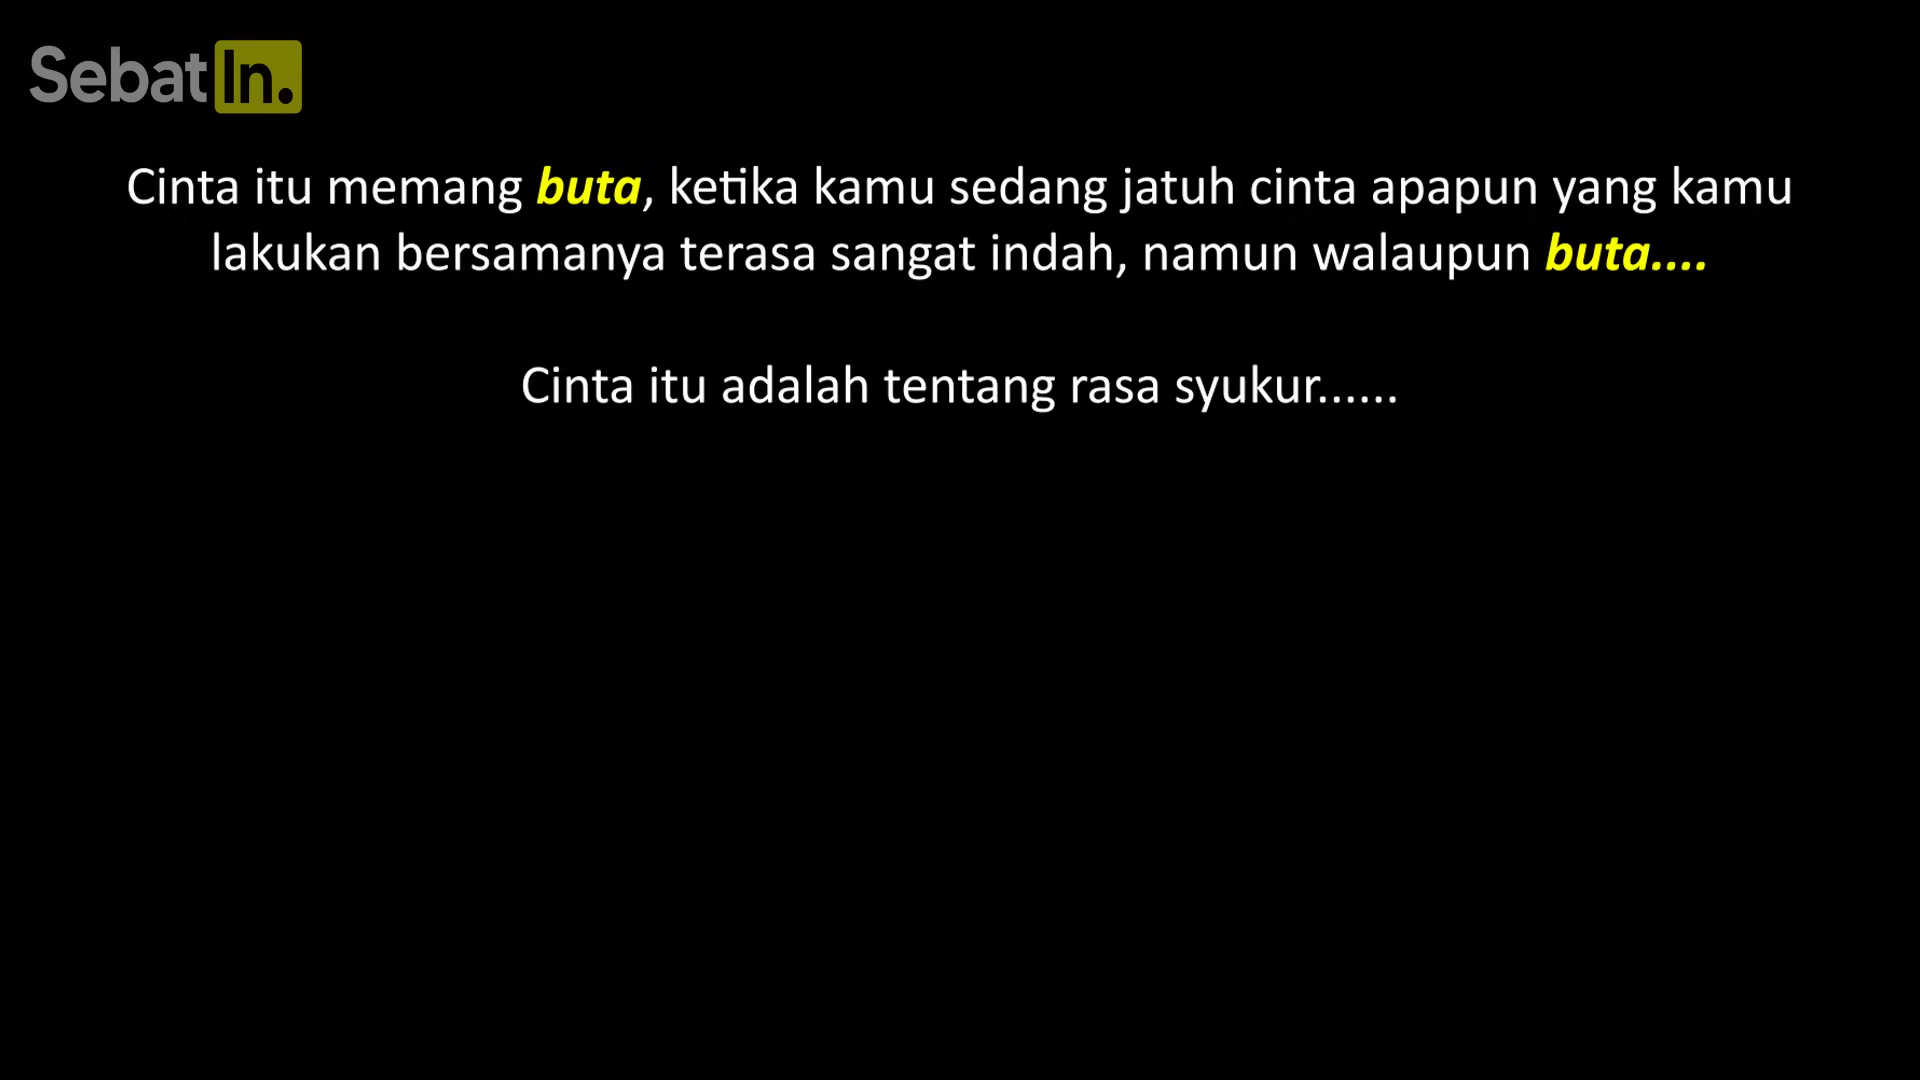 SebatIn.
Cinta itu memang buta, ketika kamu sedang jatuh cinta apapun yang kamu
lakukan bersamanya terasa sangat indah, namun walaupun buta....
Cinta itu adalah tentang rasa syukur......